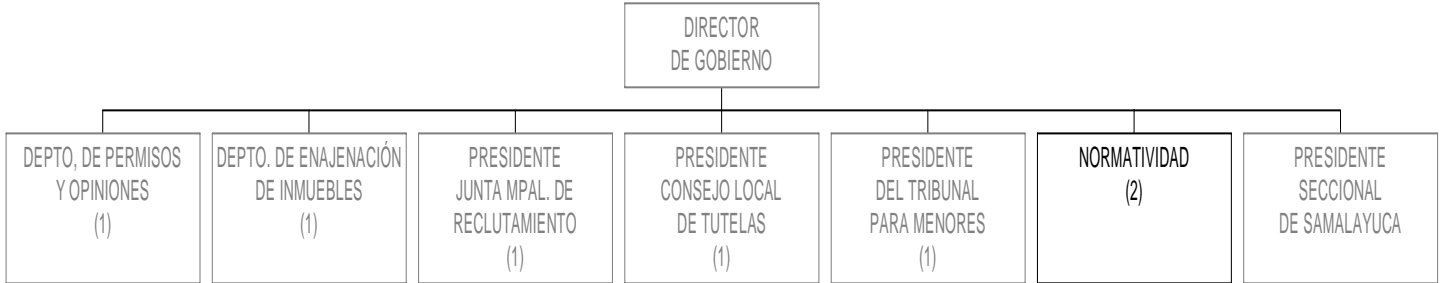 DIRECTOR
DE GOBIERNO
DEPTO, DE PERMISOS
Y OPINIONES
(1)
DEPTO. DE ENAJENACIÓN
DE INMUEBLES
(1)
PRESIDENTE
JUNTA MPAL. DE
RECLUTAMIENTO
(1)
PRESIDENTE
CONSEJO LOCAL
DE TUTELAS
(1)
PRESIDENTE
DEL TRIBUNAL
PARA MENORES
(1)
NORMATIVIDAD
(2)
PRESIDENTE
SECCIONAL
DE SAMALAYUCA